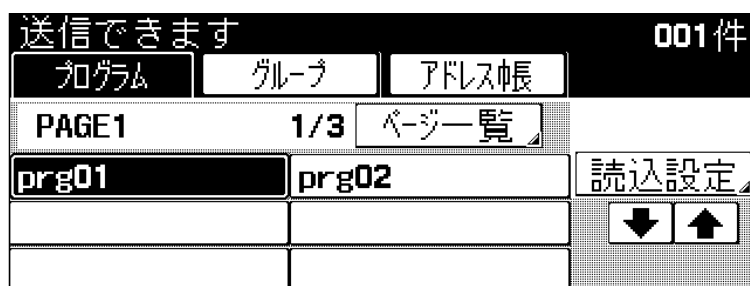 送信できます 001件
プログラム グループ アドレス帳
PAGE1 1/3 ページ一覧
prg01 prg02 読込設定